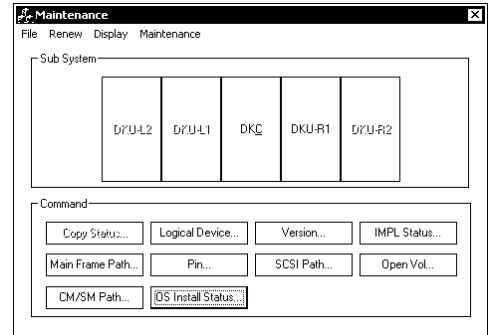 Maintenance
File Renew Display Maintenance
Sub System
DKU-L2 DKU-L1 DKC DKU-R1 DKU-R2
Command
Copy Status... Logical Device... Version... IMPL Status...
Main Frame Path... Pin... SCSI Path... Open Vol...
CM/SM Path... OS Install Status...